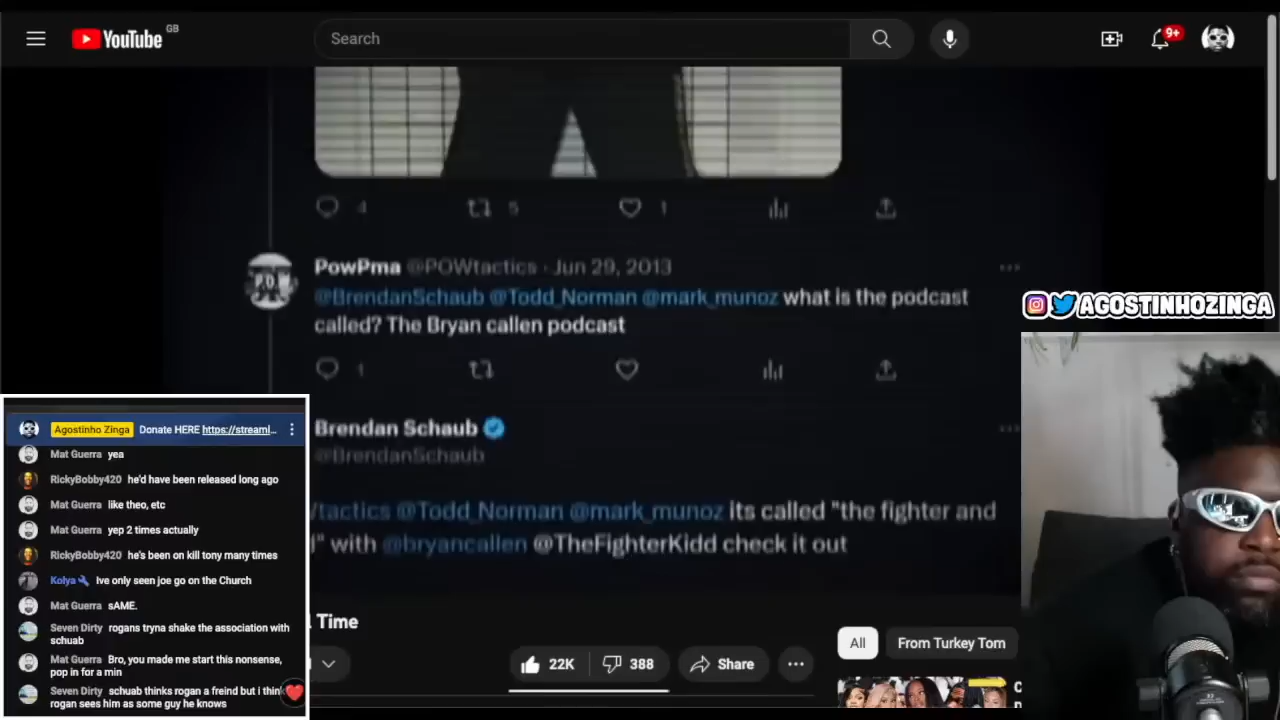 YouTube GB
Search
9+
4
5
1
PowPma @POWtactics · Jun 29, 2013
@BrendanSchaub @Todd_Norman @mark_munoz what is the podcast
called? The Bryan callen podcast
1
Brendan Schaub
@BrendanSchaub
Wtactics @Todd_Norman @mark_munoz its called "the fighter and
" with @bryancallen @TheFighterKidd check it out
Time
22K
388
Share
All
From Turkey Tom
@AGOSTINHOZINGA
Agostinho Zinga Donate HERE https://streaml...
Mat Guerra yea
RickyBobby420 he'd have been released long ago
Mat Guerra like theo, etc
Mat Guerra yep 2 times actually
RickyBobby420 he's been on kill tony many times
Kolya Ive only seen joe go on the Church
Mat Guerra sAME.
Seven Dirty rogans tryna shake the association with
schuab
Mat Guerra Bro, you made me start this nonsense,
pop in for a min
Seven Dirty schuab thinks rogan a freind but i thin
rogan sees him as some guy he knows